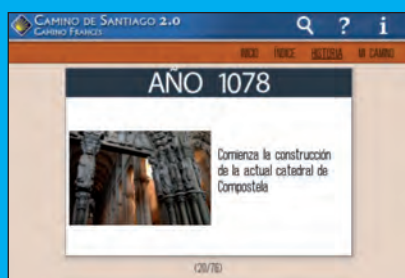 CAMINO DE SANTIAGO 2.0
CAMINO FRANCES
INICIO ÍNDICE HISTORIA MI CAMINO
AÑO 1078
Comienza la construcción
de la actual catedral de
Compostela
(20/76)